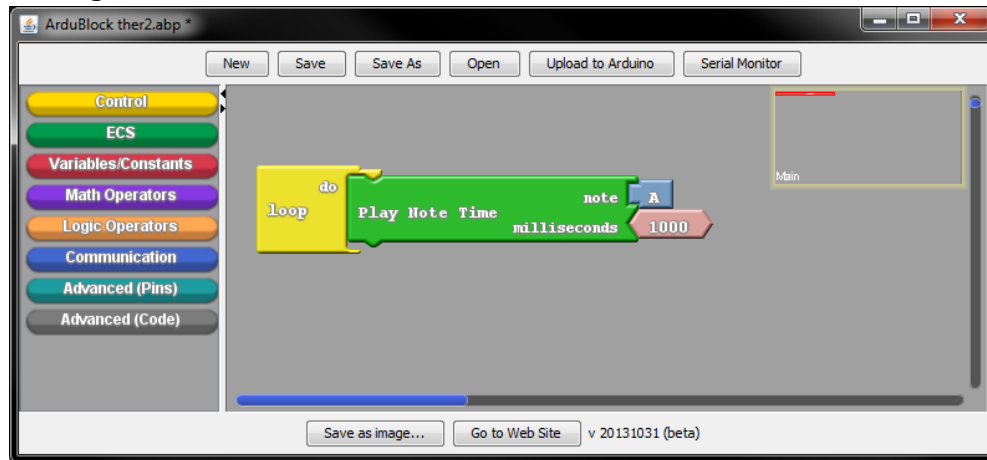 ArduBlock ther2.abp *
New Save Save As Open Upload to Arduino Serial Monitor
Control
ECS
Variables/Constants
Math Operators
Logic Operators
Communication
Advanced (Pins)
Advanced (Code)
do
loop
Play Note Time
note A
milliseconds 1000
Main
Save as image... Go to Web Site v 20131031 (beta)